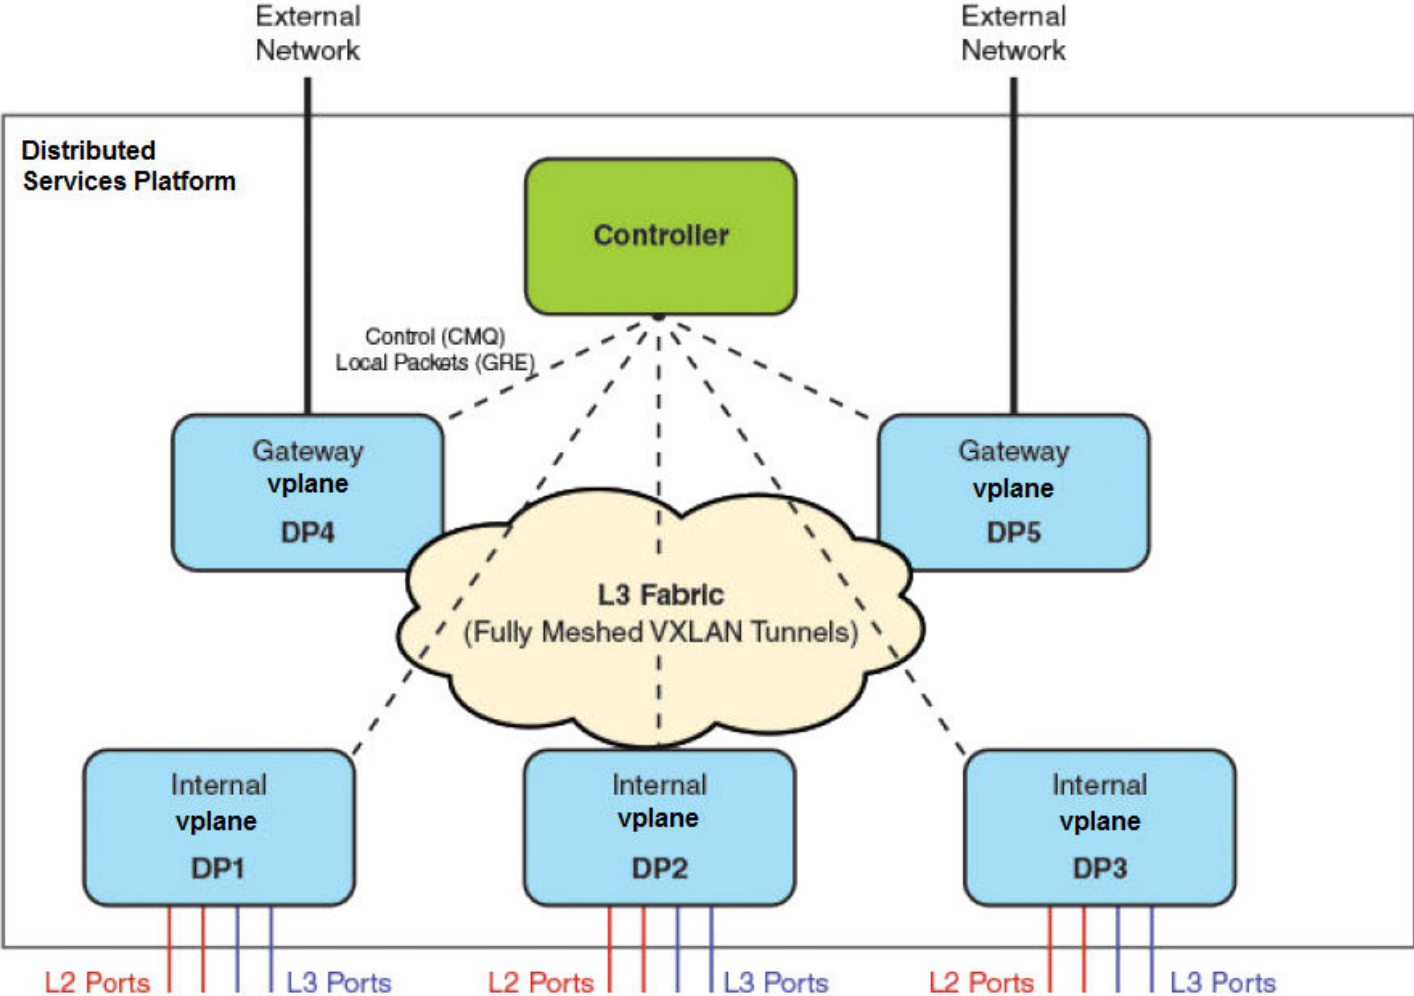 External
Network
External
Network
Distributed
Services Platform
Controller
Control (CMQ)
Local Packets (GRE)
Gateway
vplane
DP4
Gateway
vplane
DP5
L3 Fabric
(Fully Meshed VXLAN Tunnels)
Internal
vplane
DP1
Internal
vplane
DP2
Internal
vplane
DP3
L2 Ports
L3 Ports
L2 Ports
L3 Ports
L2 Ports
L3 Ports